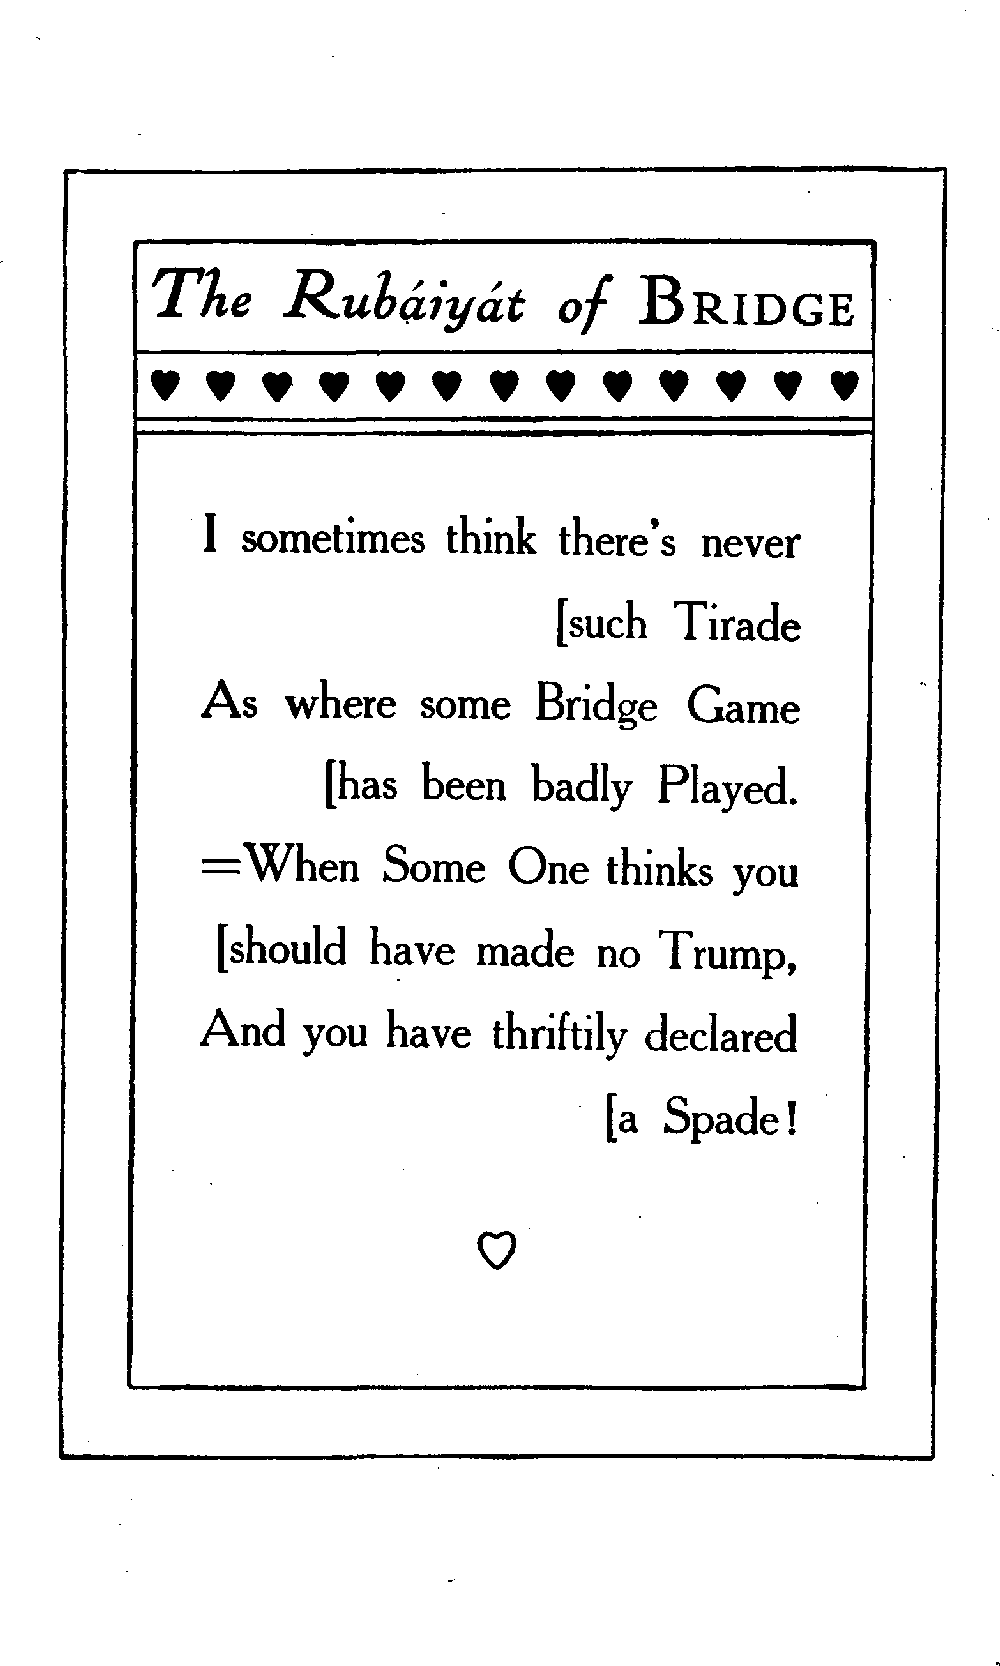 The Rubáiyát of BRIDGE
I sometimes think there's never
[such Tirade
As where some Bridge Game
[has been badly Played.
=When Some One thinks you
[should have made no Trump,
And you have thriftily declared
[a Spade!